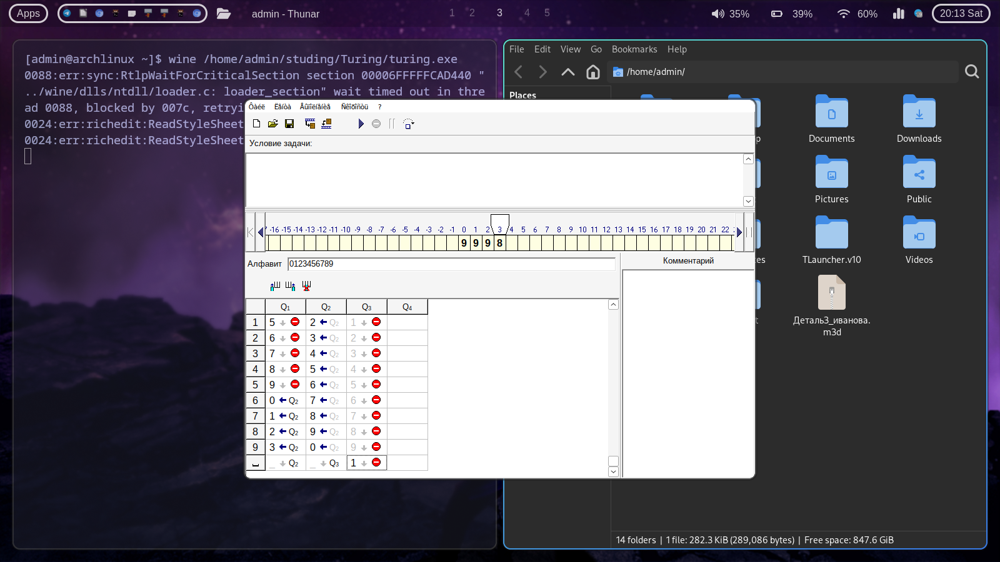 Apps
admin - Thunar
1 2 3 4 5
35%
39%
60%
20:13 Sat
[admin@archlinux ~]$ wine /home/admin/studing/Turing/turing.exe
0088:err:sync:RtlpWaitForCriticalSection section 00006FFFFFCAD440 "
../wine/dlls/ntdll/loader.c: loader_section" wait timed out in thre
ad 0088, blocked by 007c, retryi
0024:err:richedit:ReadStyleSheet
0024:err:richedit:ReadStyleSheet
File Edit View Go Bookmarks Help
/home/admin/
Places
Documents
Downloads
Pictures
Public
TLauncher.v10
Videos
Деталь3_иванова.
m3d
14 folders | 1 file: 282.3 KiB (289,086 bytes) | Free space: 847.6 GiB
Ôàéë Ëåíòà Âûïîëíåíèå Ñêîðîñòü ?
Условие задачи:
-16 -15 -14 -13 -12 -11 -10 -9 -8 -7 -6 -5 -4 -3 -2 -1 0 1 2 3 4 5 6 7 8 9 10 11 12 13 14 15 16 17 18 19 20 21 22
9 9 9 8
Алфавит 0123456789
Комментарий
Q1 Q2 Q3 Q4
1 5 2 Q2 1
2 6 3 Q2 2
3 7 4 Q2 3
4 8 5 Q2 4
5 9 6 Q2 5
6 0 Q2 7 Q2 6
7 1 Q2 8 Q2 7
8 2 Q2 9 Q2 8
9 3 Q2 0 Q2 9
_ Q2 _ Q3 1